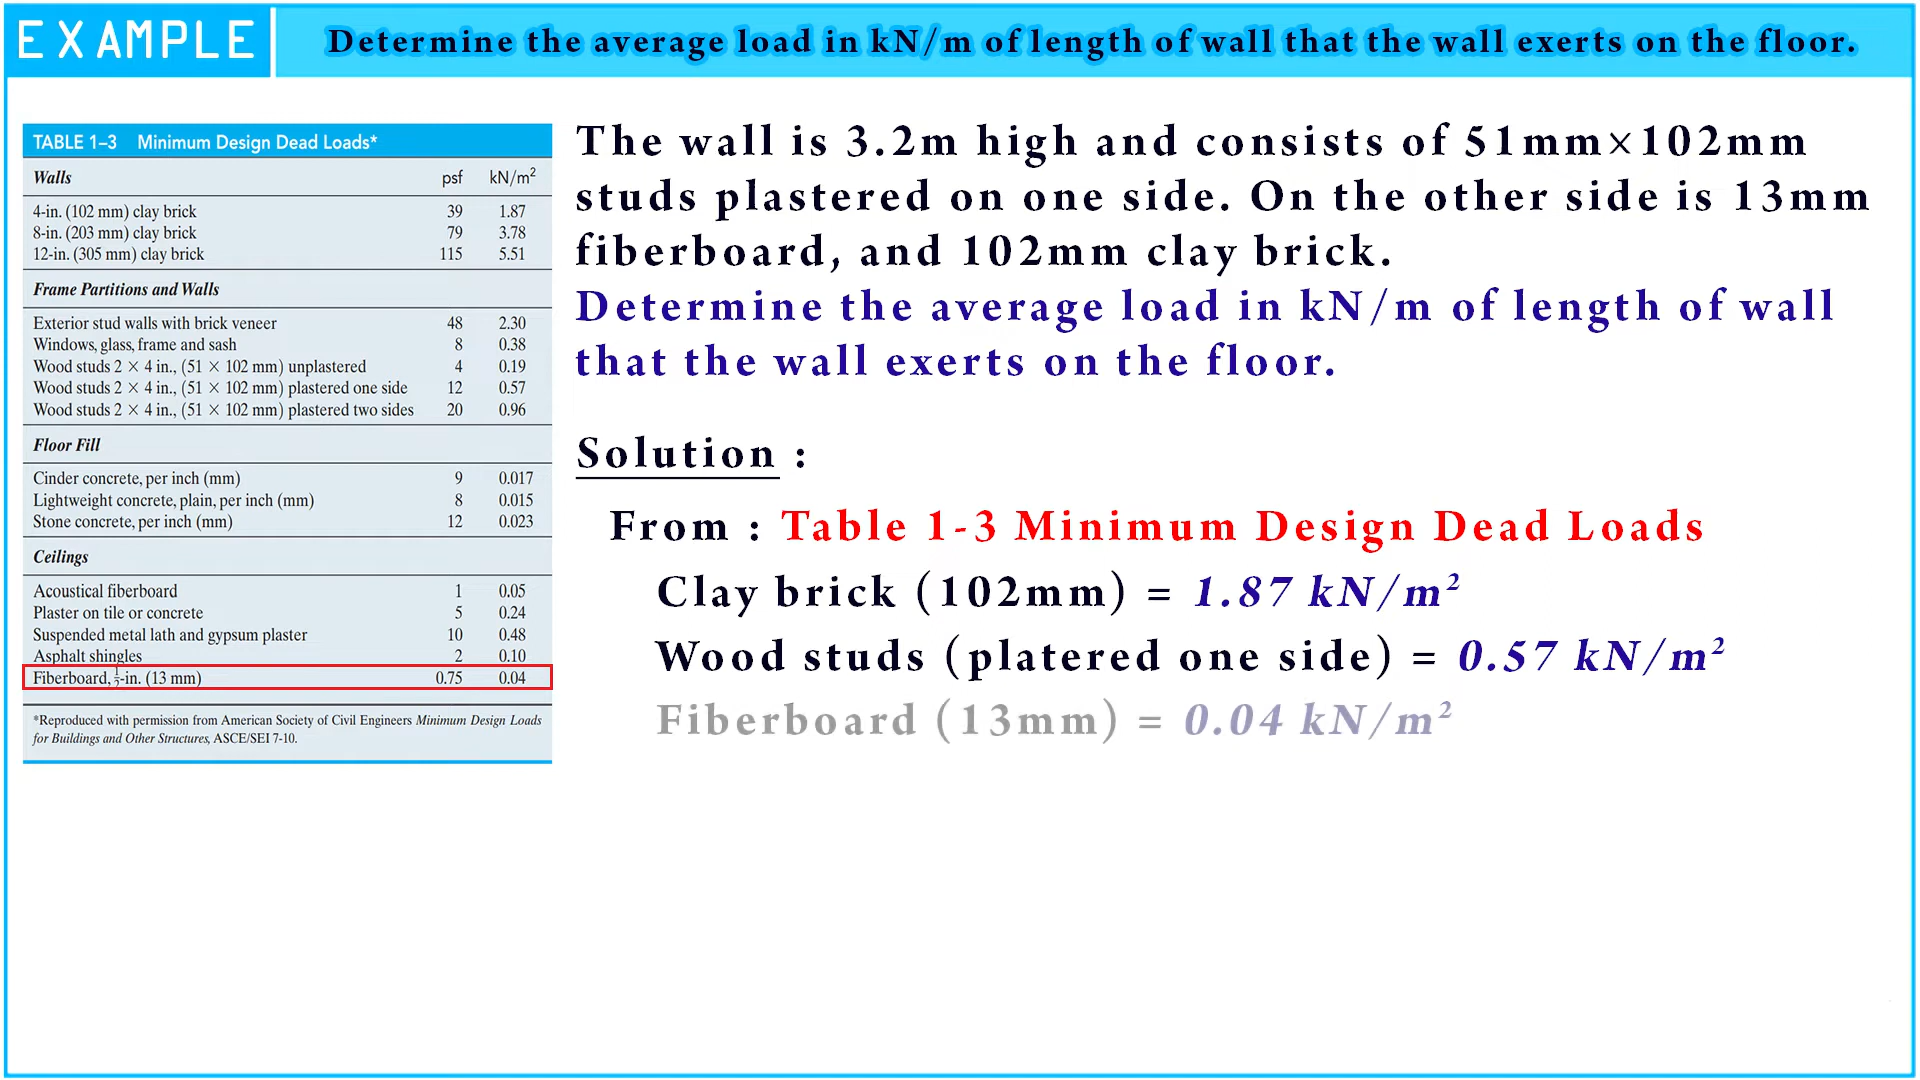 EXAMPLE
Determine the average load in kN/m of length of wall that the wall exerts on the floor.
TABLE 1–3 Minimum Design Dead Loads*
Walls psf kN/m²
4-in. (102 mm) clay brick 39 1.87
8-in. (203 mm) clay brick 79 3.78
12-in. (305 mm) clay brick 115 5.51
Frame Partitions and Walls
Exterior stud walls with brick veneer 48 2.30
Windows, glass, frame and sash 8 0.38
Wood studs 2 × 4 in., (51 × 102 mm) unplastered 4 0.19
Wood studs 2 × 4 in., (51 × 102 mm) plastered one side 12 0.57
Wood studs 2 × 4 in., (51 × 102 mm) plastered two sides 20 0.96
Floor Fill
Cinder concrete, per inch (mm) 9 0.017
Lightweight concrete, plain, per inch (mm) 8 0.015
Stone concrete, per inch (mm) 12 0.023
Ceilings
Acoustical fiberboard 1 0.05
Plaster on tile or concrete 5 0.24
Suspended metal lath and gypsum plaster 10 0.48
Asphalt shingles 2 0.10
Fiberboard, ½-in. (13 mm) 0.75 0.04
*Reproduced with permission from American Society of Civil Engineers Minimum Design Loads
for Buildings and Other Structures, ASCE/SEI 7-10.
The wall is 3.2m high and consists of 51mm×102mm
studs plastered on one side. On the other side is 13mm
fiberboard, and 102mm clay brick.
Determine the average load in kN/m of length of wall
that the wall exerts on the floor.
Solution :
From : Table 1-3 Minimum Design Dead Loads
Clay brick (102mm) = 1.87 kN/m²
Wood studs (platered one side) = 0.57 kN/m²
Fiberboard (13mm) = 0.04 kN/m²